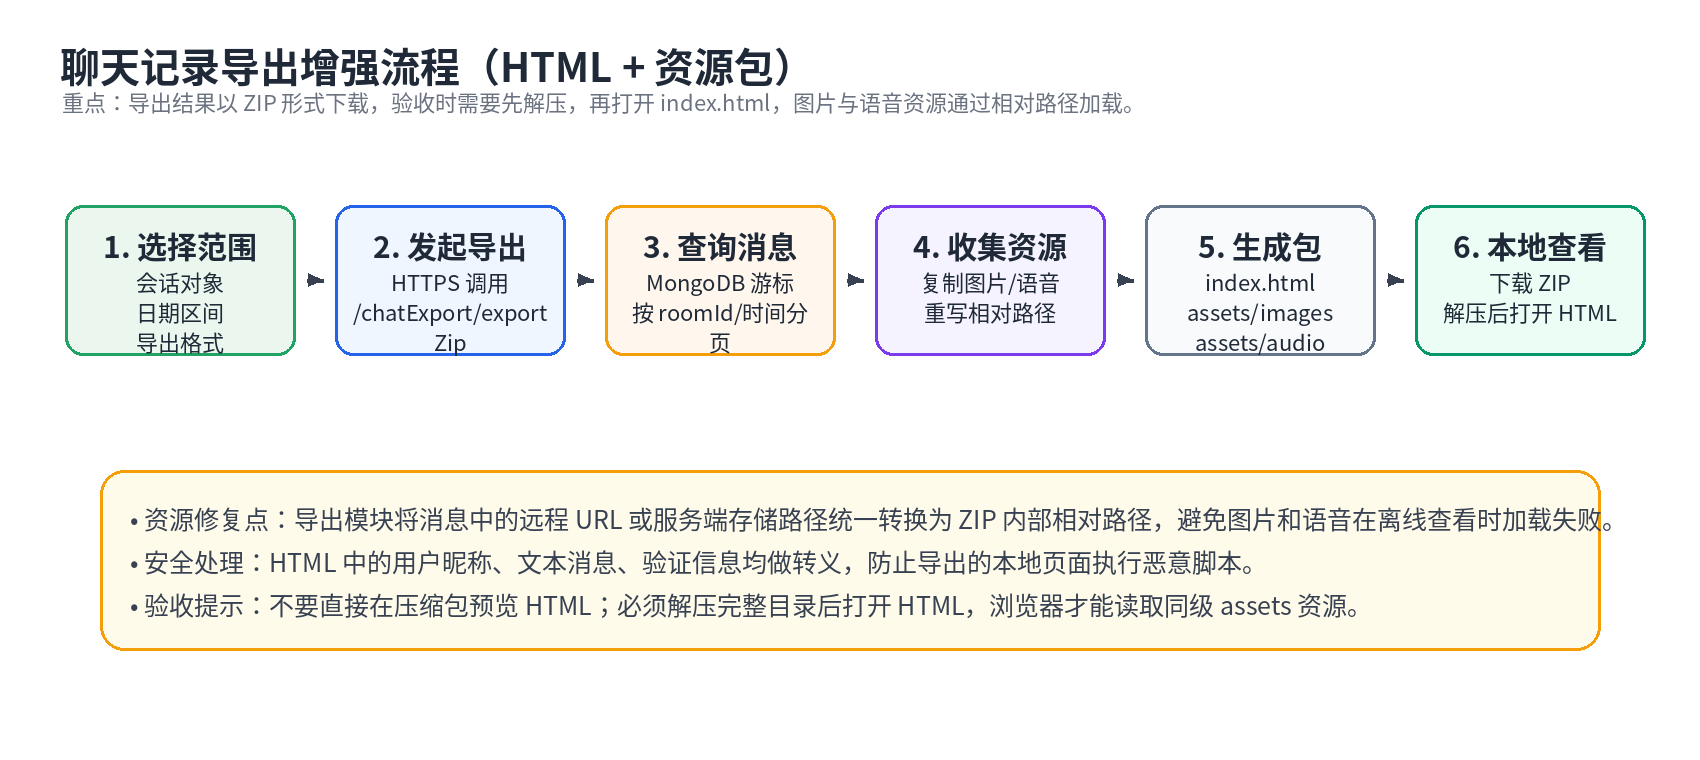 聊天记录导出增强流程（HTML + 资源包）
重点：导出结果以 ZIP 形式下载，验收时需要先解压，再打开 index.html，图片与语音资源通过相对路径加载。
1. 选择范围
会话对象
日期区间
导出格式
2. 发起导出
HTTPS 调用
/chatExport/export
Zip
3. 查询消息
MongoDB 游标
按 roomId/时间分
页
4. 收集资源
复制图片/语音
重写相对路径
5. 生成包
index.html
assets/images
assets/audio
6. 本地查看
下载 ZIP
解压后打开 HTML
• 资源修复点：导出模块将消息中的远程 URL 或服务端存储路径统一转换为 ZIP 内部相对路径，避免图片和语音在离线查看时加载失败。
• 安全处理：HTML 中的用户昵称、文本消息、验证信息均做转义，防止导出的本地页面执行恶意脚本。
• 验收提示：不要直接在压缩包预览 HTML；必须解压完整目录后打开 HTML，浏览器才能读取同级 assets 资源。